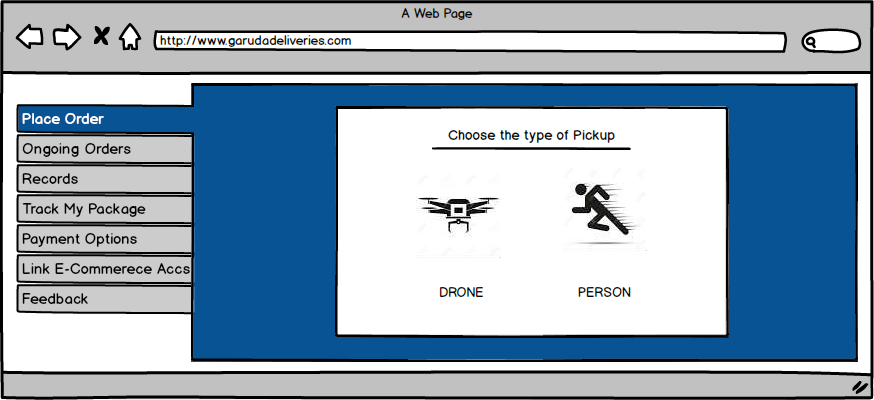 A Web Page
http://www.garudadeliveries.com
Place Order
Ongoing Orders
Records
Track My Package
Payment Options
Link E-Commerece Accs
Feedback
Choose the type of Pickup
DRONE
PERSON